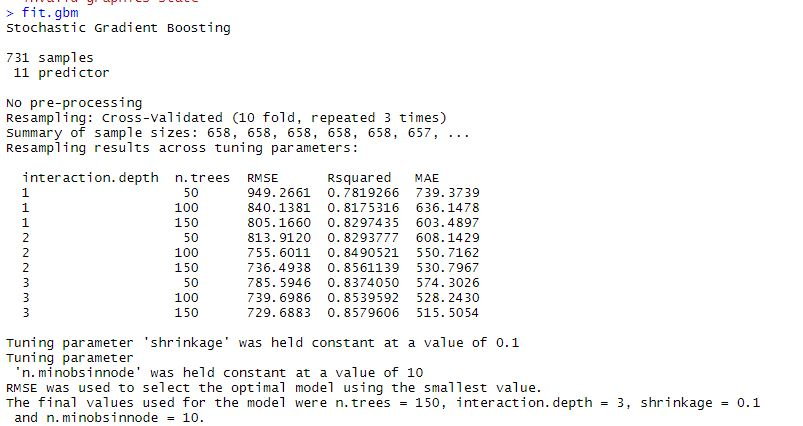 > fit.gbm
Stochastic Gradient Boosting

731 samples
 11 predictor

No pre-processing
Resampling: Cross-Validated (10 fold, repeated 3 times)
Summary of sample sizes: 658, 658, 658, 658, 658, 657, ...
Resampling results across tuning parameters:

  interaction.depth  n.trees  RMSE      Rsquared   MAE
  1                   50      949.2661  0.7819266  739.3739
  1                  100      840.1381  0.8175316  636.1478
  1                  150      805.1660  0.8297435  603.4897
  2                   50      813.9120  0.8293777  608.1429
  2                  100      755.6011  0.8490521  550.7162
  2                  150      736.4938  0.8561139  530.7967
  3                   50      785.5946  0.8374050  574.3026
  3                  100      739.6986  0.8539592  528.2430
  3                  150      729.6883  0.8579606  515.5054

Tuning parameter 'shrinkage' was held constant at a value of 0.1
Tuning parameter
 'n.minobsinnode' was held constant at a value of 10
RMSE was used to select the optimal model using the smallest value.
The final values used for the model were n.trees = 150, interaction.depth = 3, shrinkage = 0.1
 and n.minobsinnode = 10.